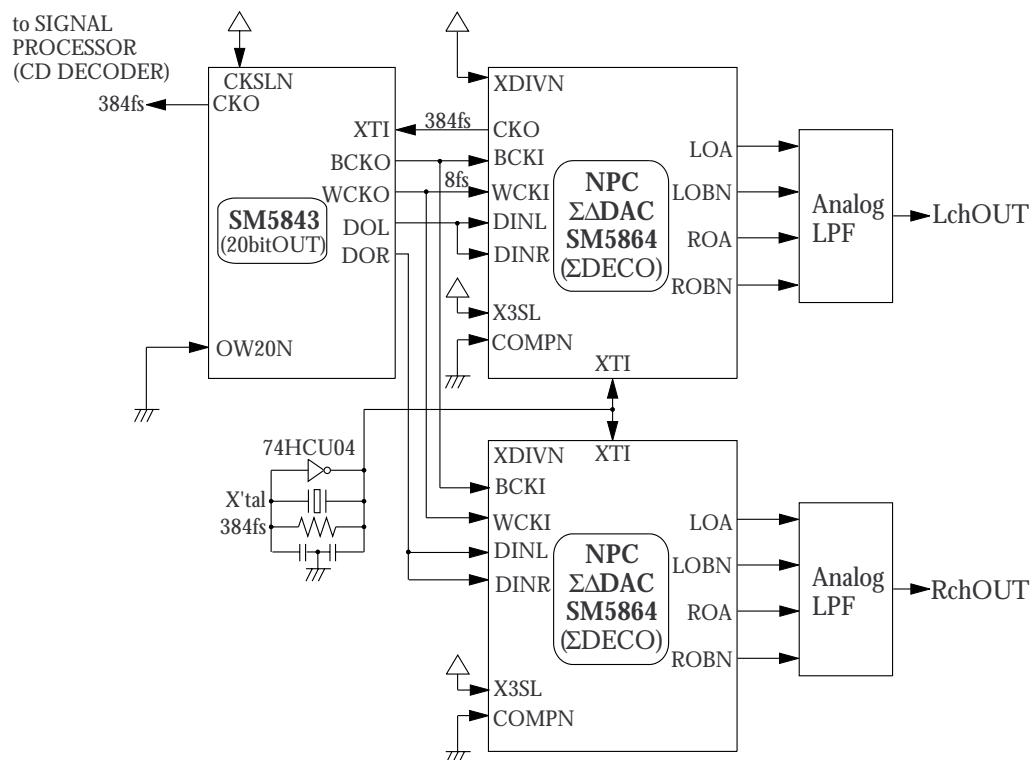 to SIGNAL
PROCESSOR
(CD DECODER)
384fs
CKSLN
CKO
XTI
BCKO
WCKO
DOL
DOR
SM5843
(20bitOUT)
OW20N
384fs
8fs
XDIVN
CKO
BCKI
WCKI
DINL
DINR
X3SL
COMPN
XTI
NPC
ΣΔDAC
SM5864
(ΣDECO)
LOA
LOBN
ROA
ROBN
Analog
LPF
LchOUT
74HCU04
X'tal
384fs
XDIVN
XTI
BCKI
WCKI
DINL
DINR
X3SL
COMPN
NPC
ΣΔDAC
SM5864
(ΣDECO)
LOA
LOBN
ROA
ROBN
Analog
LPF
RchOUT